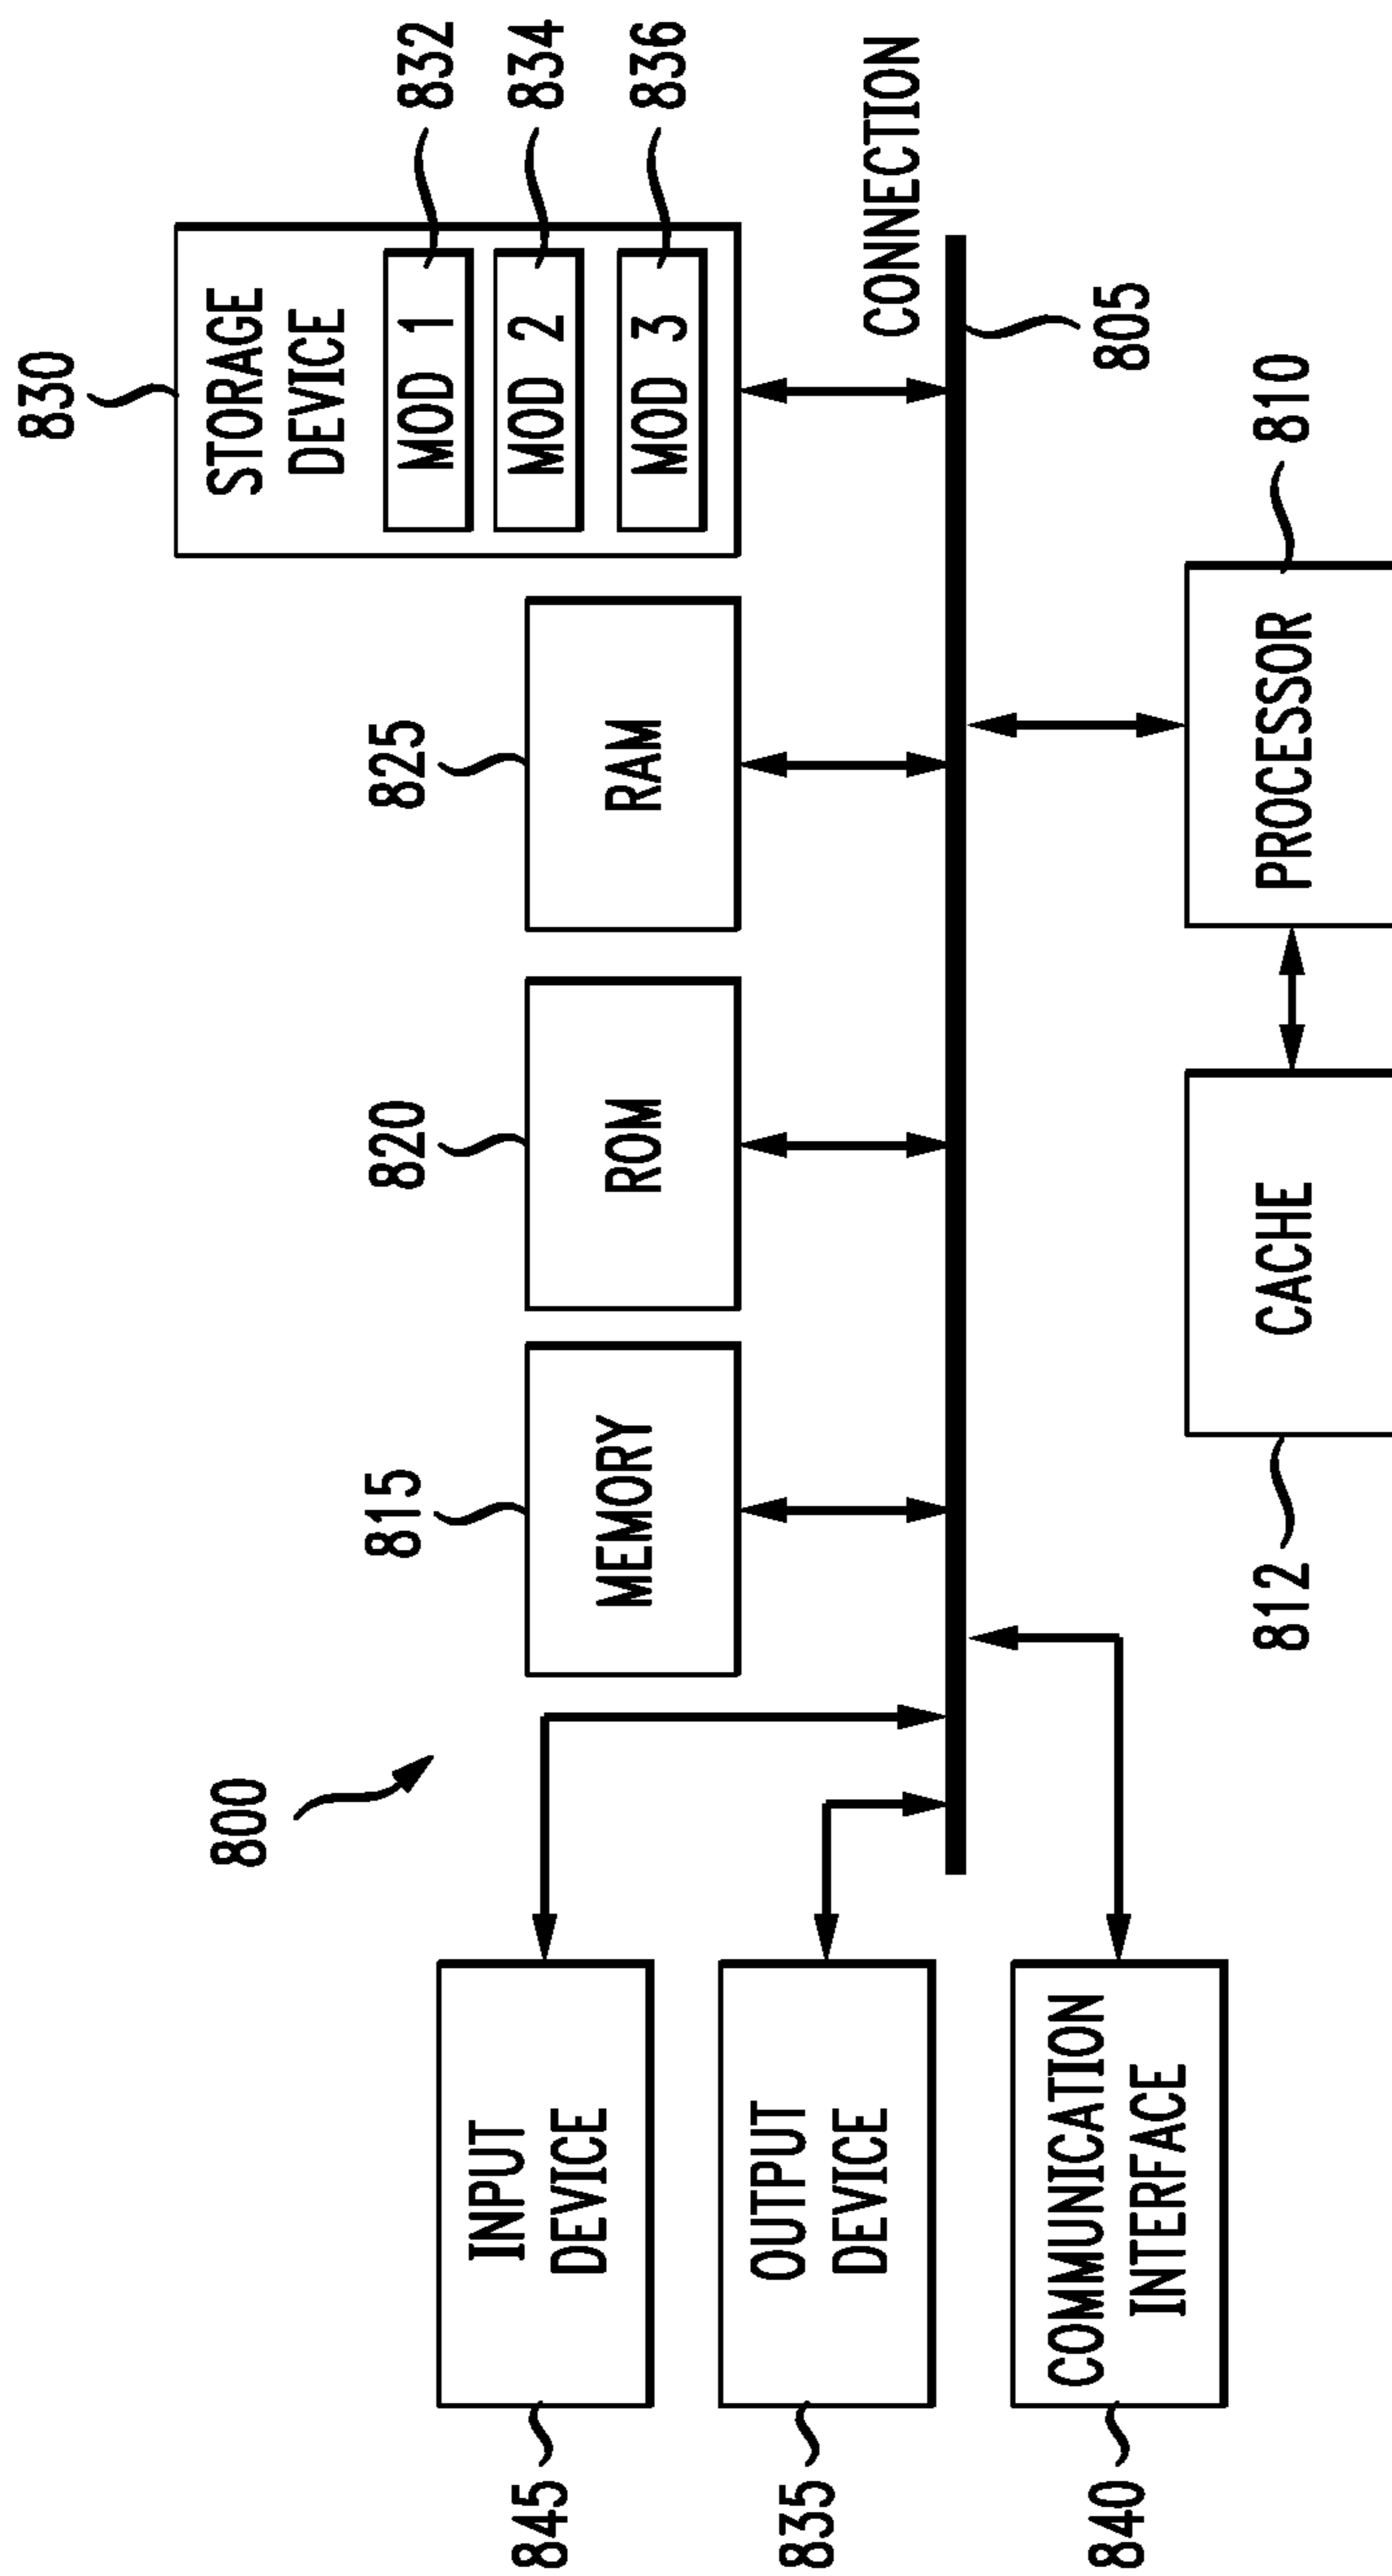 830
STORAGE
DEVICE
MOD 1
832
MOD 2
834
MOD 3
836
825
RAM
820
ROM
815
MEMORY
800
CONNECTION
805
845
INPUT
DEVICE
835
OUTPUT
DEVICE
840
COMMUNICATION
INTERFACE
812
CACHE
PROCESSOR
810